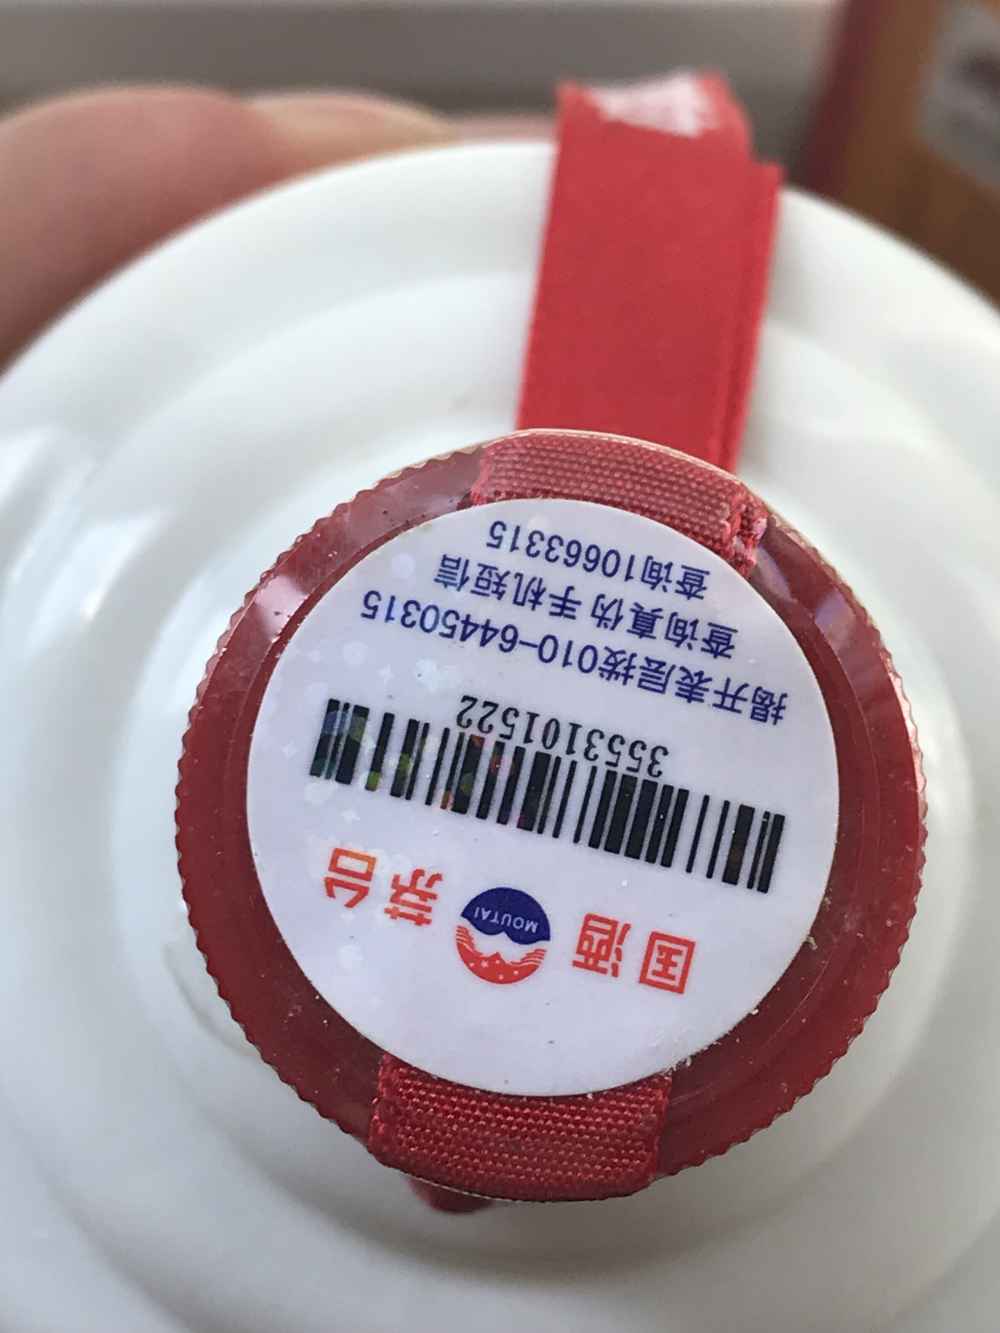 国酒 MOUTAI 茅台
3553101522
揭开表层拨010-64450315
查询真伪 手机短信
查询10663315